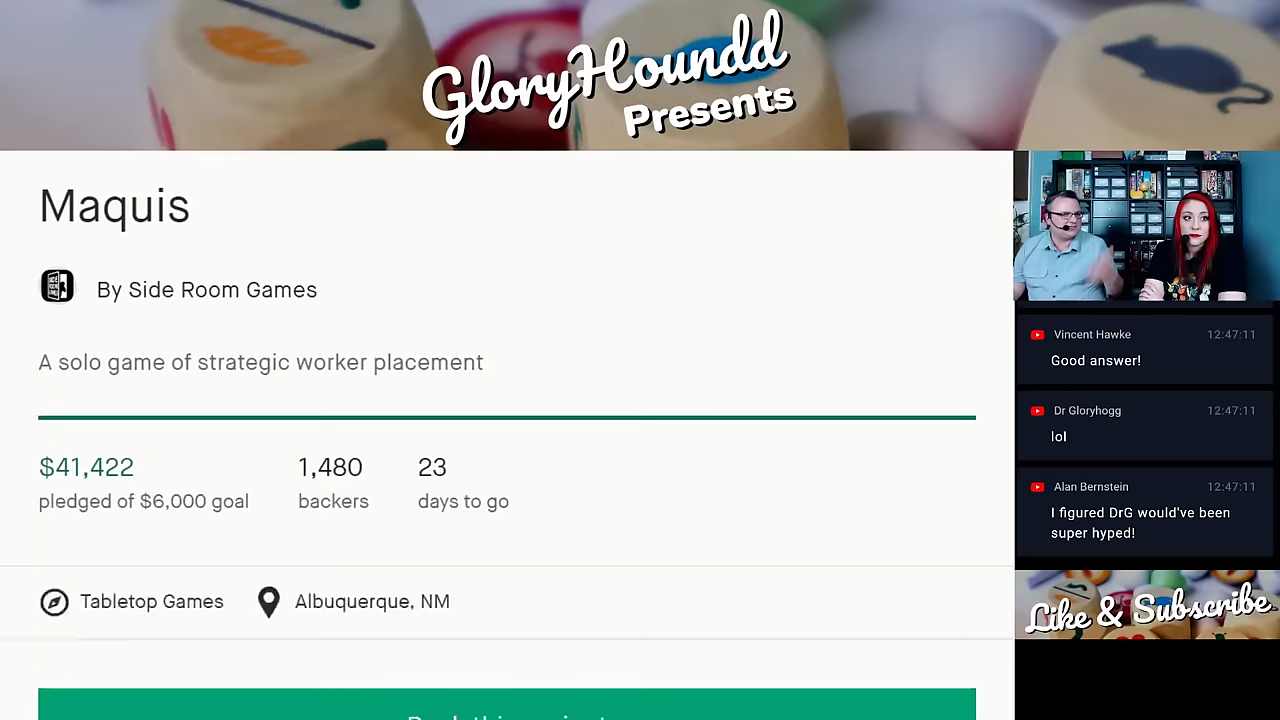 GloryHoundd
Presents
Maquis
By Side Room Games
A solo game of strategic worker placement
$41,422
pledged of $6,000 goal
1,480
backers
23
days to go
Tabletop Games
Albuquerque, NM
Vincent Hawke 12:47:11
Good answer!
Dr Gloryhogg 12:47:11
lol
Alan Bernstein 12:47:11
I figured DrG would've been
super hyped!
Like & Subscribe